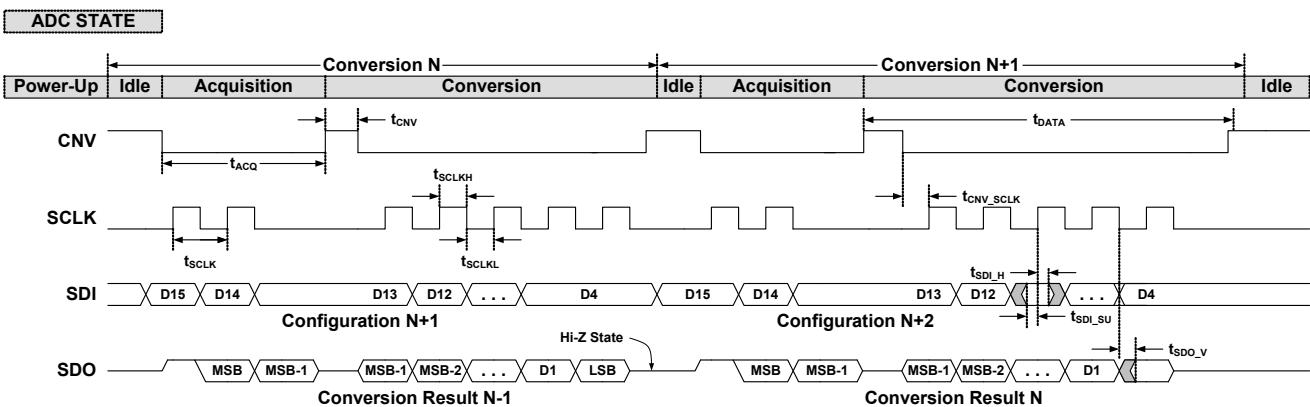 ADC STATE
Conversion N Conversion N+1
Power-Up Idle Acquisition Conversion Idle Acquisition Conversion Idle
CNV tCNV tDATA
tACQ
tSCLKH
SCLK tCNV_SCLK
tSCLK tSCLKL
tSDI_H
SDI D15 D14 D13 D12 . . . D4 D15 D14 D13 D12 . . . D4
Configuration N+1 Configuration N+2 tSDI_SU
Hi-Z State tSDO_V
SDO MSB MSB-1 MSB-1 MSB-2 . . . D1 LSB MSB MSB-1 MSB-1 MSB-2 . . . D1
Conversion Result N-1 Conversion Result N